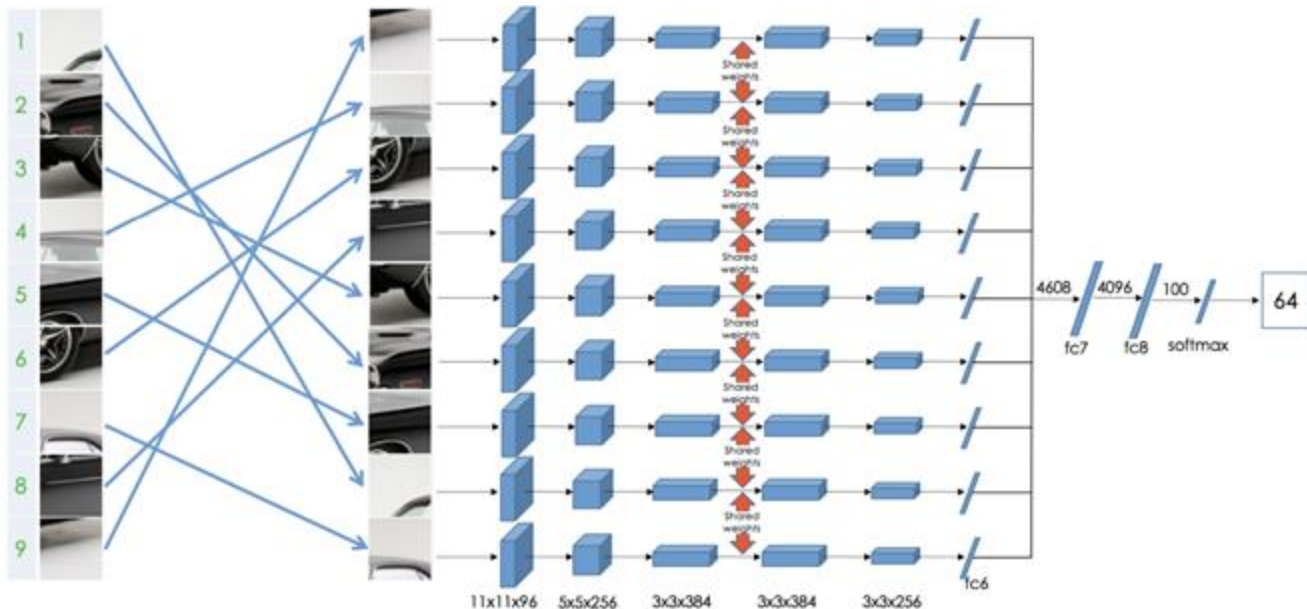 1
2
3
4
5
6
7
8
9
Shared
weights
Shared
weights
Shared
weights
Shared
weights
Shared
weights
Shared
weights
Shared
weights
Shared
weights
4608
4096
100
64
fc7
fc8
softmax
fc6
11x11x96
5x5x256
3x3x384
3x3x384
3x3x256